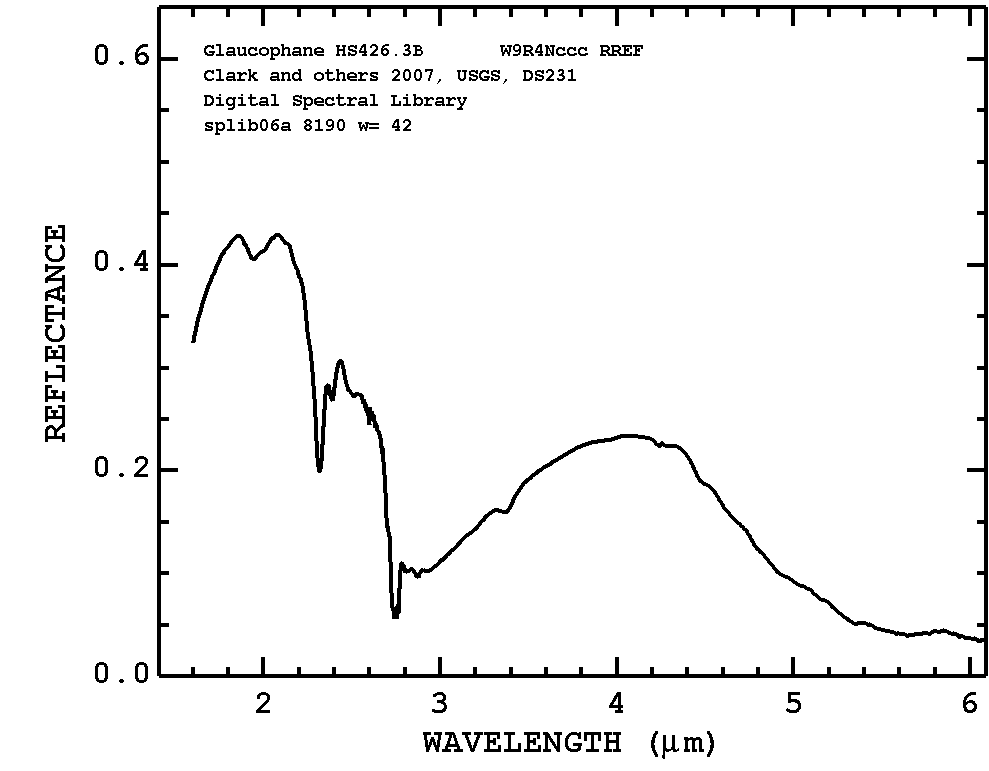 Glaucophane HS426.3B W9R4Nccc RREF
Clark and others 2007, USGS, DS231
Digital Spectral Library
splib06a 8190 w= 42
REFLECTANCE
0.6
0.4
0.2
0.0
2 3 4 5 6
WAVELENGTH (μm)